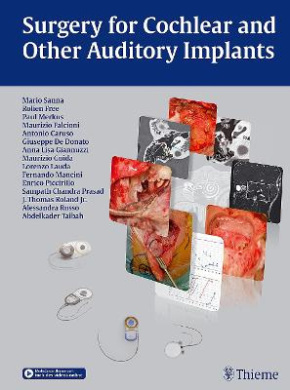 Surgery for Cochlear and
Other Auditory Implants
Mario Sanna
Rolien Free
Paul Merkus
Maurizio Falcioni
Antonio Caruso
Giuseppe De Donato
Anna Lisa Giannuzzi
Maurizio Guida
Lorenzo Lauda
Fernando Mancini
Enrico Piccirillo
Sampath Chandra Prasad
J. Thomas Roland Jr.
Alessandra Russo
Abdelkader Taibah
Thieme